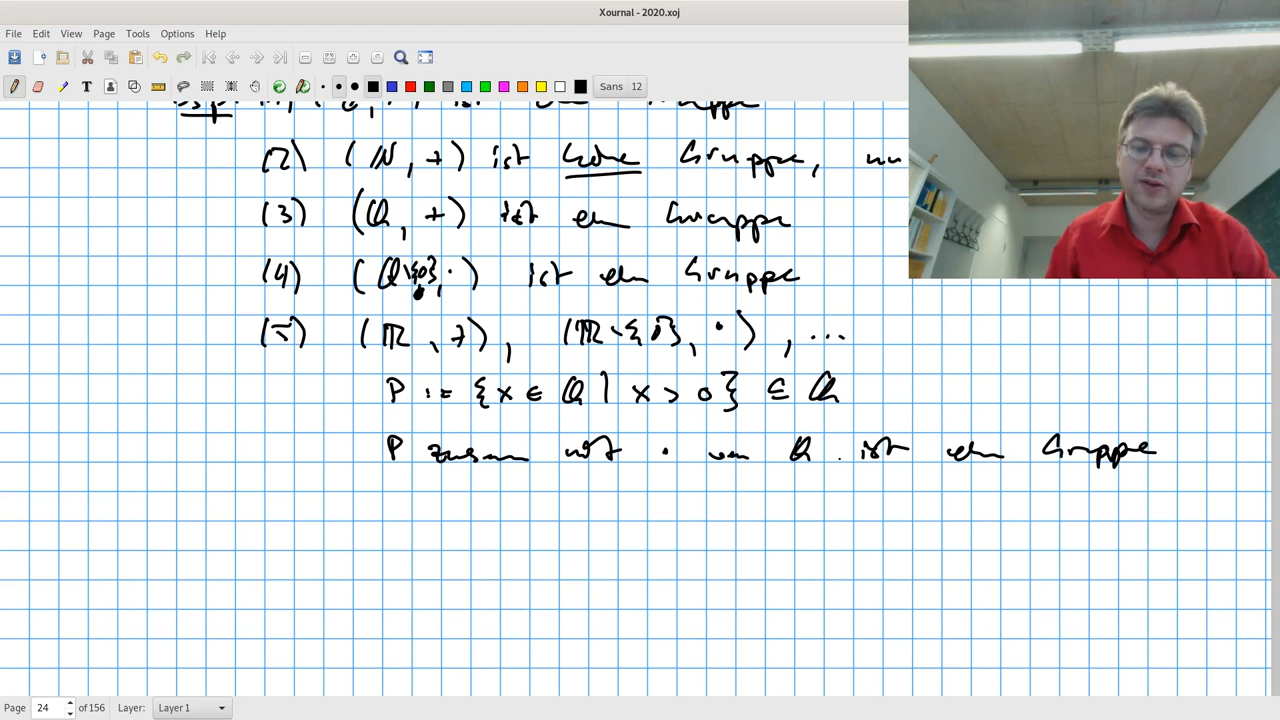 Xournal - 2020.xoj
File Edit View Page Tools Options Help
Sans 12
ist Gruppe
(2) (ℕ, +) ist keine Gruppe,
(3) (ℚ, +) ist eine Gruppe
(4) (ℚ\{0}, ·) ist eine Gruppe
(5) (ℝ, +), (ℝ \ {0}, ·), ...
P := {x ∈ ℚ | x > 0} ⊆ ℚ
P zusammen mit · von ℚ ist eine Gruppe
Page 24 of 156 Layer: Layer 1